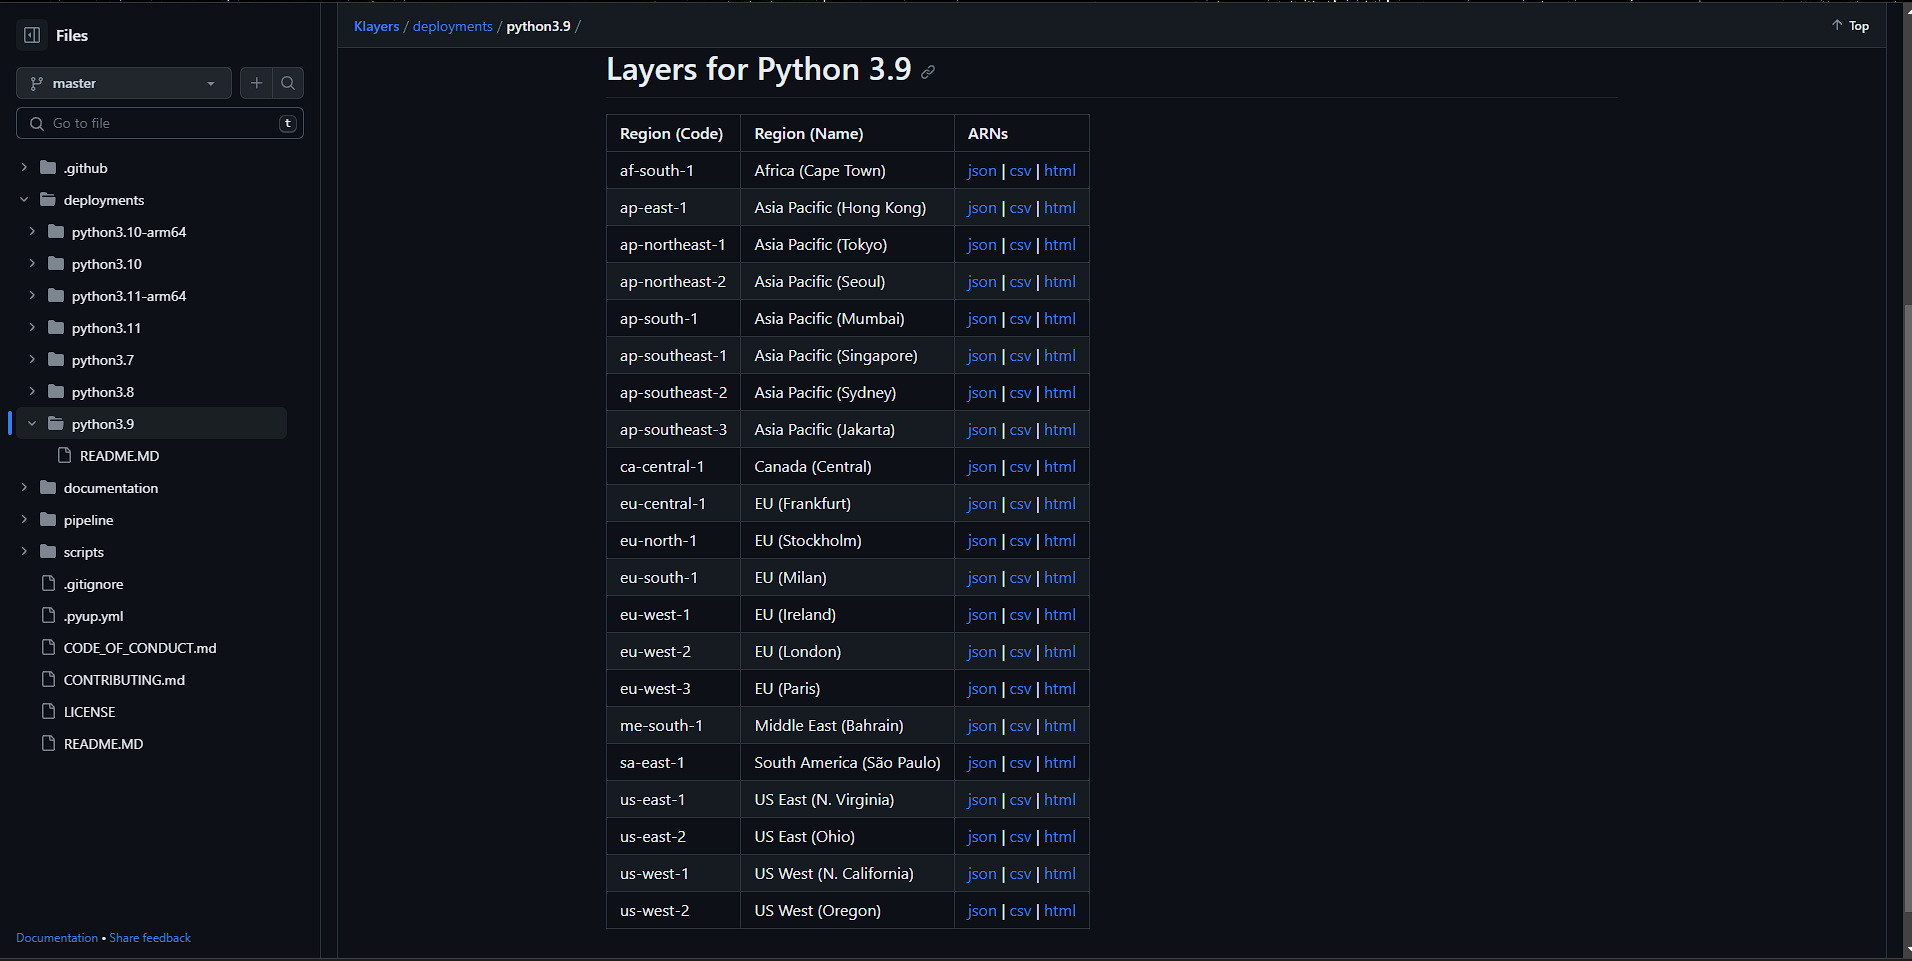 Files
master
Go to file
t
.github
deployments
python3.10-arm64
python3.10
python3.11-arm64
python3.11
python3.7
python3.8
python3.9
README.MD
documentation
pipeline
scripts
.gitignore
.pyup.yml
CODE_OF_CONDUCT.md
CONTRIBUTING.md
LICENSE
README.MD
Documentation • Share feedback
Klayers / deployments / python3.9 /
Top
Layers for Python 3.9
Region (Code) Region (Name) ARNs
af-south-1 Africa (Cape Town) json | csv | html
ap-east-1 Asia Pacific (Hong Kong) json | csv | html
ap-northeast-1 Asia Pacific (Tokyo) json | csv | html
ap-northeast-2 Asia Pacific (Seoul) json | csv | html
ap-south-1 Asia Pacific (Mumbai) json | csv | html
ap-southeast-1 Asia Pacific (Singapore) json | csv | html
ap-southeast-2 Asia Pacific (Sydney) json | csv | html
ap-southeast-3 Asia Pacific (Jakarta) json | csv | html
ca-central-1 Canada (Central) json | csv | html
eu-central-1 EU (Frankfurt) json | csv | html
eu-north-1 EU (Stockholm) json | csv | html
eu-south-1 EU (Milan) json | csv | html
eu-west-1 EU (Ireland) json | csv | html
eu-west-2 EU (London) json | csv | html
eu-west-3 EU (Paris) json | csv | html
me-south-1 Middle East (Bahrain) json | csv | html
sa-east-1 South America (São Paulo) json | csv | html
us-east-1 US East (N. Virginia) json | csv | html
us-east-2 US East (Ohio) json | csv | html
us-west-1 US West (N. California) json | csv | html
us-west-2 US West (Oregon) json | csv | html